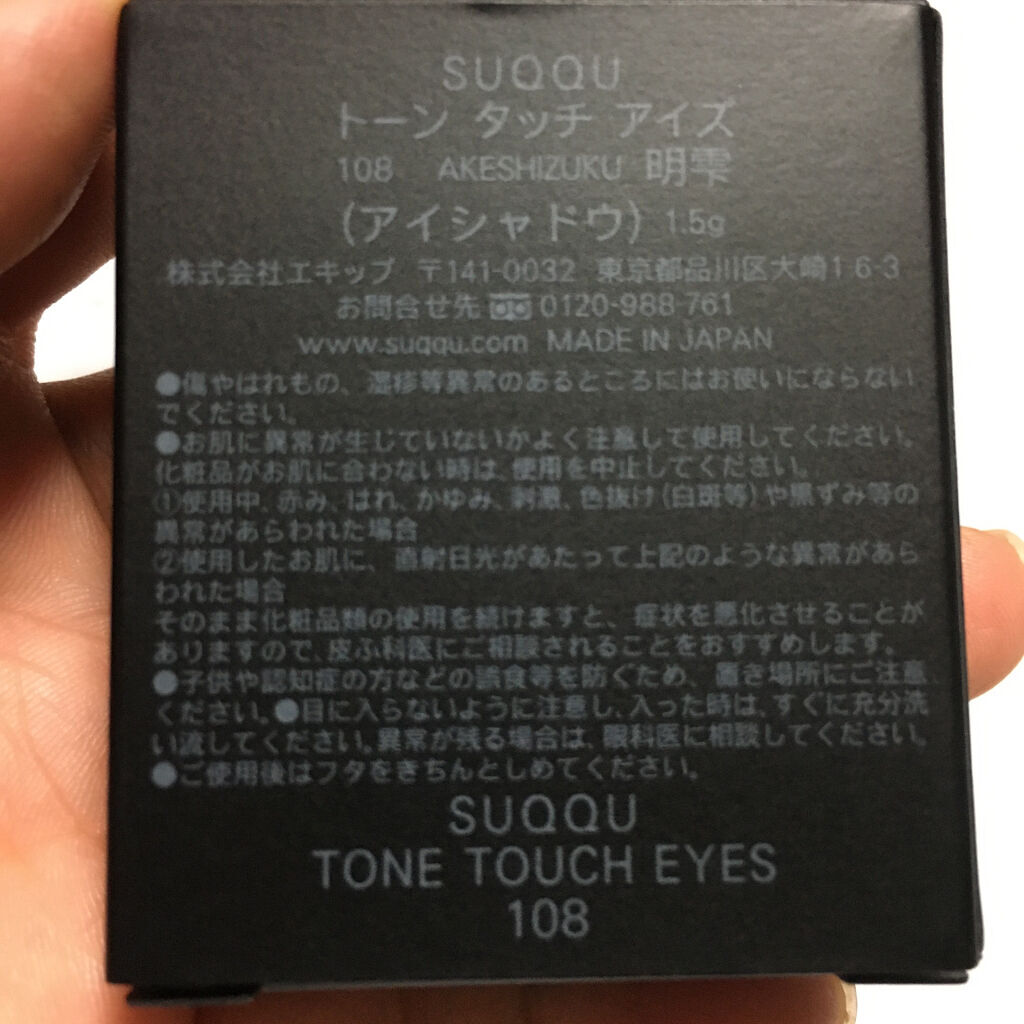 SUQQU
トーン タッチ アイズ
108 AKESHIZUKU 明雫
(アイシャドウ) 1.5g
株式会社エキップ 〒141-0032 東京都品川区大崎1-6-3
お問合せ先 0120-988-761
www.suqqu.com MADE IN JAPAN
●傷やはれもの、湿疹等異常のあるところにはお使いにならない
でください。
●お肌に異常が生じていないかよく注意して使用してください。
化粧品がお肌に合わない時は、使用を中止してください。
①使用中、赤み、はれ、かゆみ、刺激、色抜け(白斑等)や黒ずみ等の
異常があらわれた場合
②使用したお肌に、直射日光があたって上記のような異常があら
われた場合
そのまま化粧品類の使用を続けますと、症状を悪化させることが
ありますので、皮ふ科医にご相談されることをおすすめします。
●子供や認知症の方などの誤食等を防ぐため、置き場所にご注意
ください。●目に入らないように注意し、入った時は、すぐに充分洗
い流してください。異常が残る場合は、眼科医に相談してください。
●ご使用後はフタをきちんとしめてください。
SUQQU
TONE TOUCH EYES
108